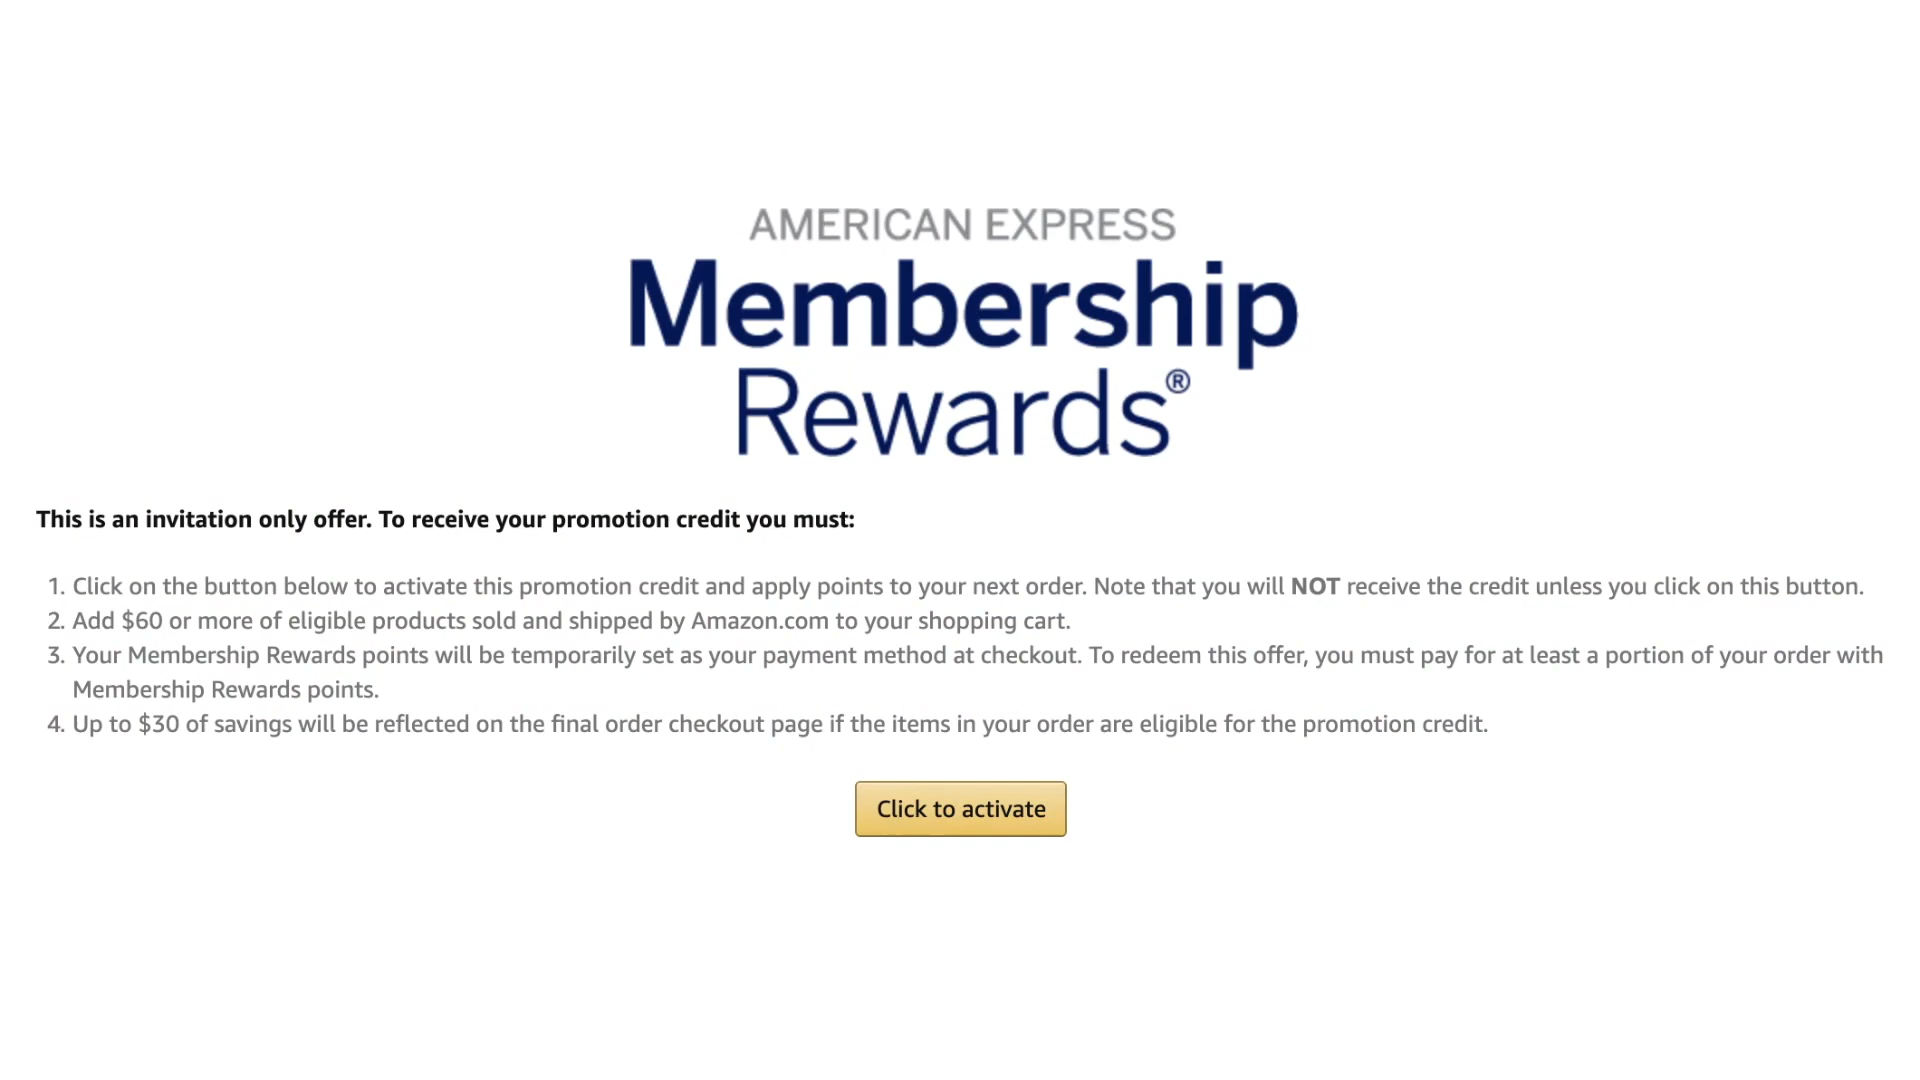 AMERICAN EXPRESS
Membership
Rewards®
This is an invitation only offer. To receive your promotion credit you must:
1. Click on the button below to activate this promotion credit and apply points to your next order. Note that you will NOT receive the credit unless you click on this button.
2. Add $60 or more of eligible products sold and shipped by Amazon.com to your shopping cart.
3. Your Membership Rewards points will be temporarily set as your payment method at checkout. To redeem this offer, you must pay for at least a portion of your order with
Membership Rewards points.
4. Up to $30 of savings will be reflected on the final order checkout page if the items in your order are eligible for the promotion credit.
Click to activate